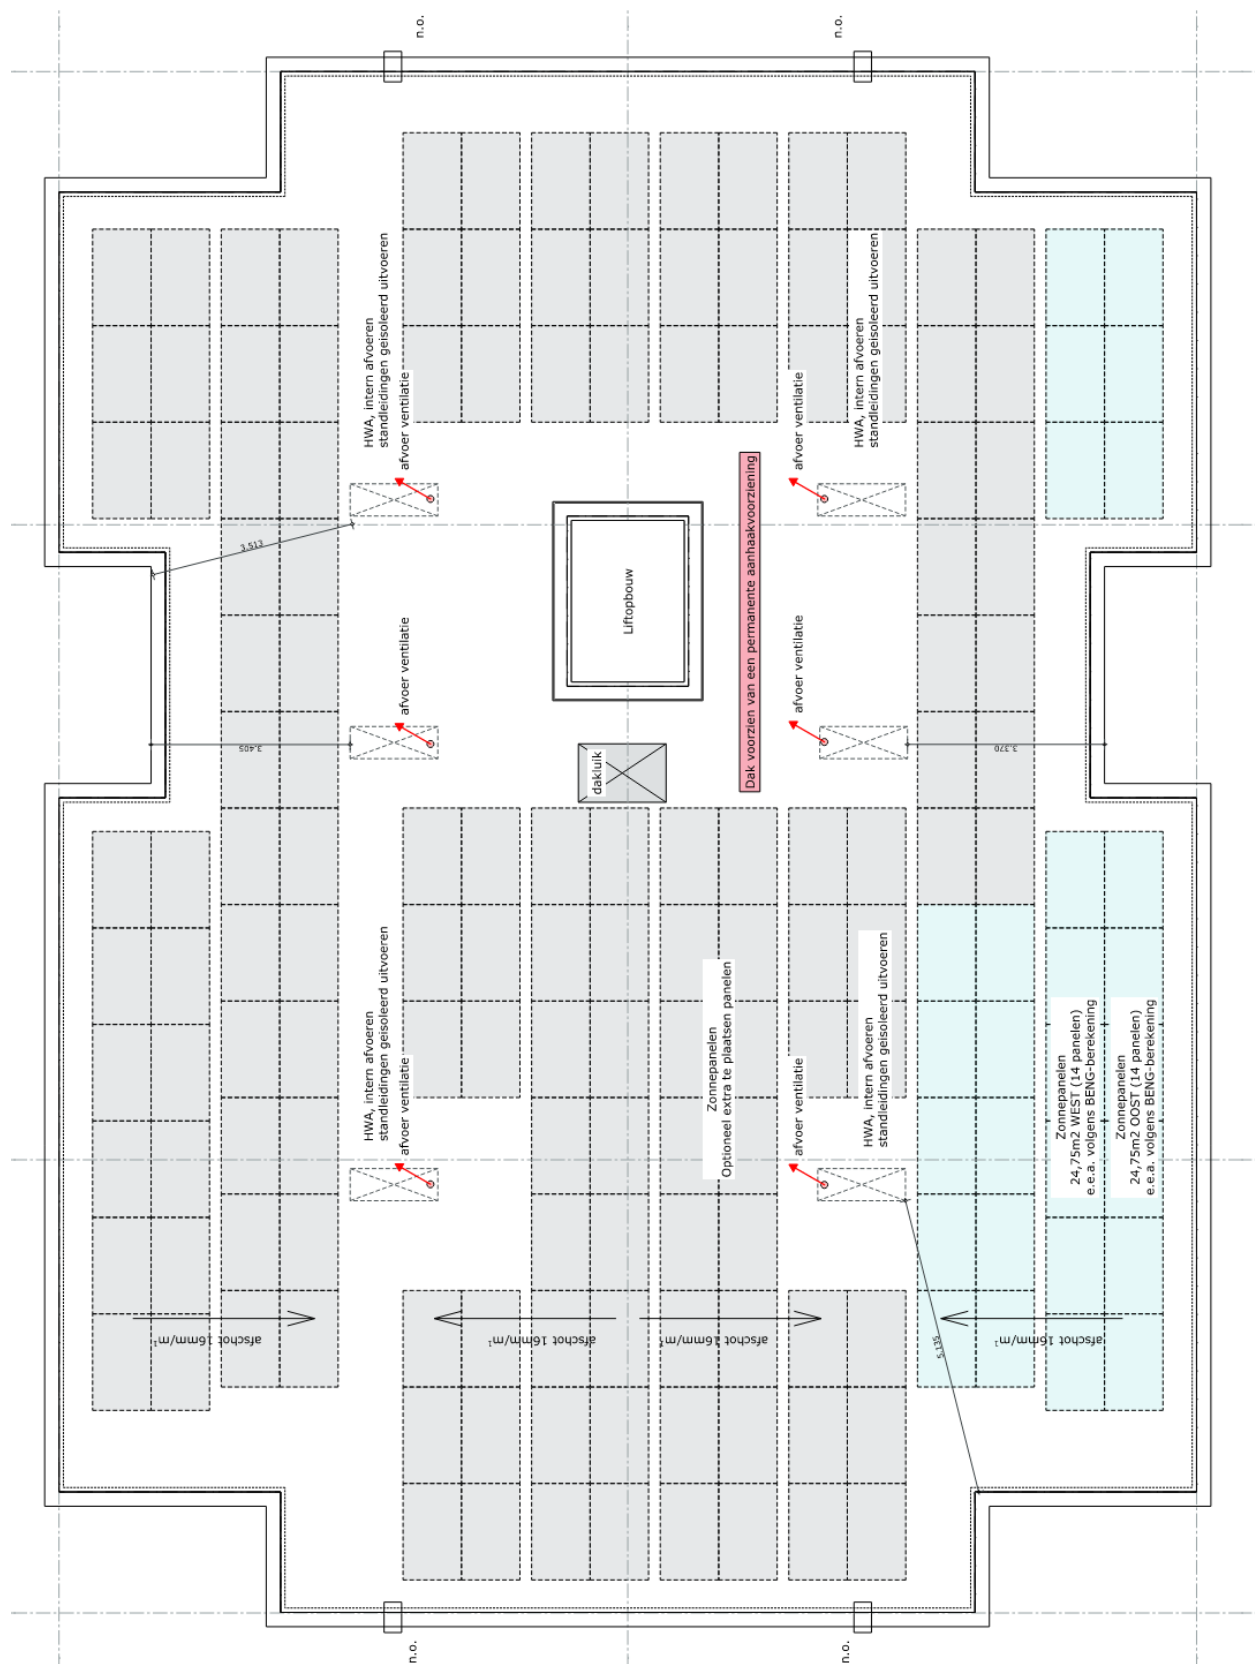 n.o.
n.o.
HWA, intern afvoeren
standleidingen geisoleerd uitvoeren
afvoer ventilatie
HWA, intern afvoeren
standleidingen geisoleerd uitvoeren
afvoer ventilatie
3.513
Liftopbouw
Dak voorzien van een permanente aanhaakvoorziening
afvoer ventilatie
afvoer ventilatie
3.405
3.370
dakluik
HWA, intern afvoeren
standleidingen geisoleerd uitvoeren
afvoer ventilatie
Zonnepanelen
Optioneel extra te plaatsen panelen
afvoer ventilatie
HWA, intern afvoeren
standleidingen geisoleerd uitvoeren
Zonnepanelen
24,75m2 WEST (14 panelen)
e.e.a. volgens BENG-berekening
Zonnepanelen
24,75m2 OOST (14 panelen)
e.e.a. volgens BENG-berekening
afschot 16mm/m¹
afschot 16mm/m¹
afschot 16mm/m¹
afschot 16mm/m¹
5.135
n.o.
n.o.